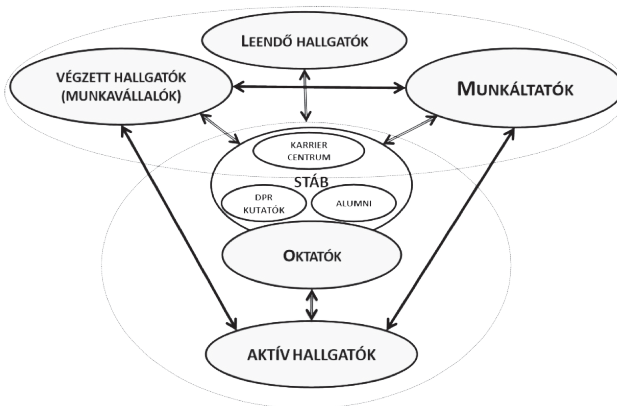 LEENDŐ HALLGATÓK
VÉGZETT HALLGATÓK
(MUNKAVÁLLALÓK)
MUNKÁLTATÓK
KARRIER
CENTRUM
STÁB
DPR
KUTATÓK
ALUMNI
OKTATÓK
AKTÍV HALLGATÓK